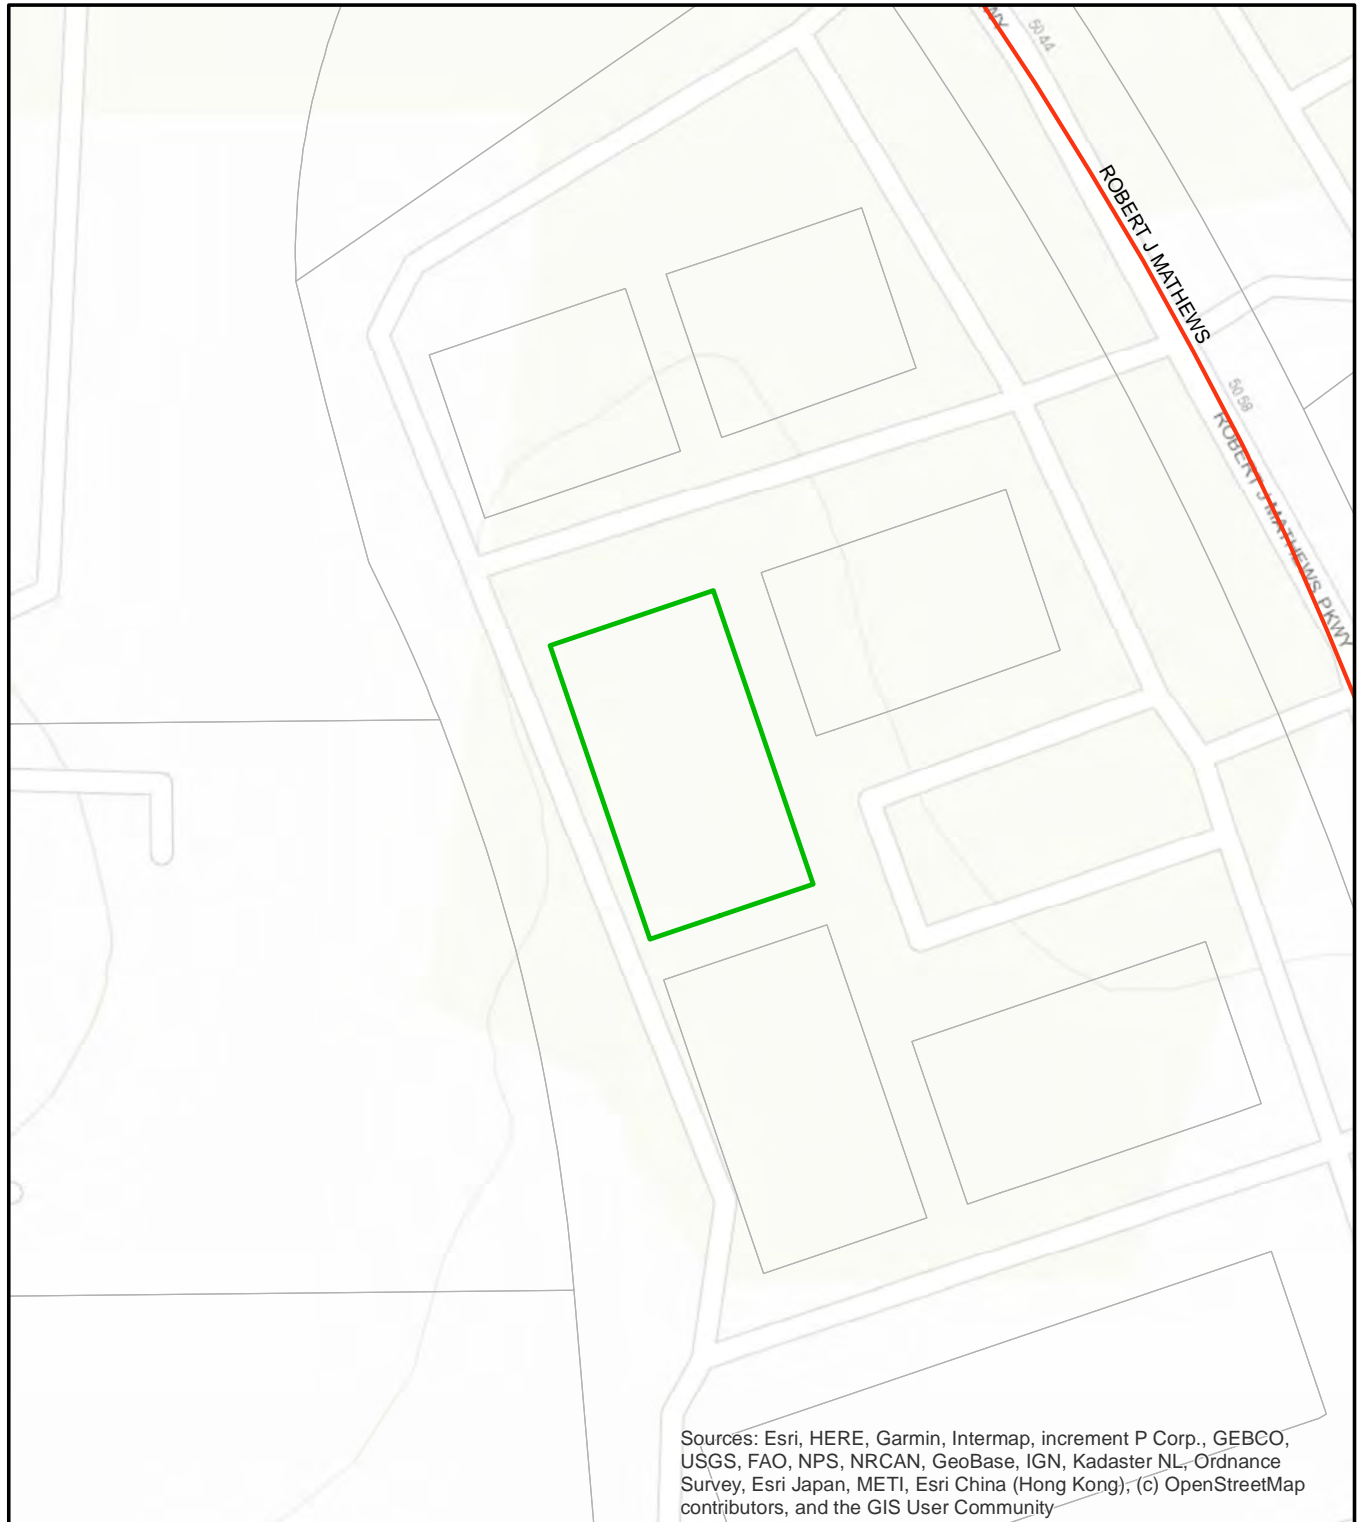 WY
5044
ROBERT J MATHEWS
5058
ROBERT J MATHEWS PKWY
Sources: Esri, HERE, Garmin, Intermap, increment P Corp., GEBCO,
USGS, FAO, NPS, NRCAN, GeoBase, IGN, Kadaster NL, Ordnance
Survey, Esri Japan, METI, Esri China (Hong Kong), (c) OpenStreetMap
contributors, and the GIS User Community